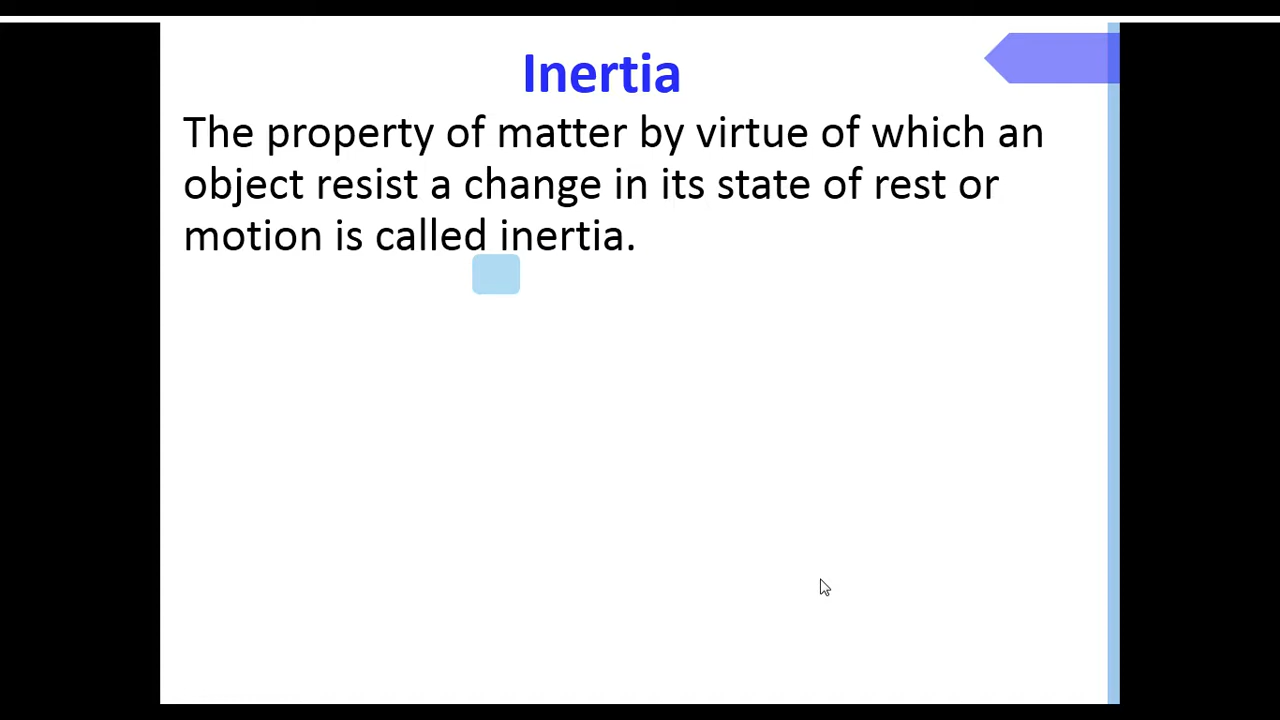 Inertia
The property of matter by virtue of which an
object resist a change in its state of rest or
motion is called inertia.